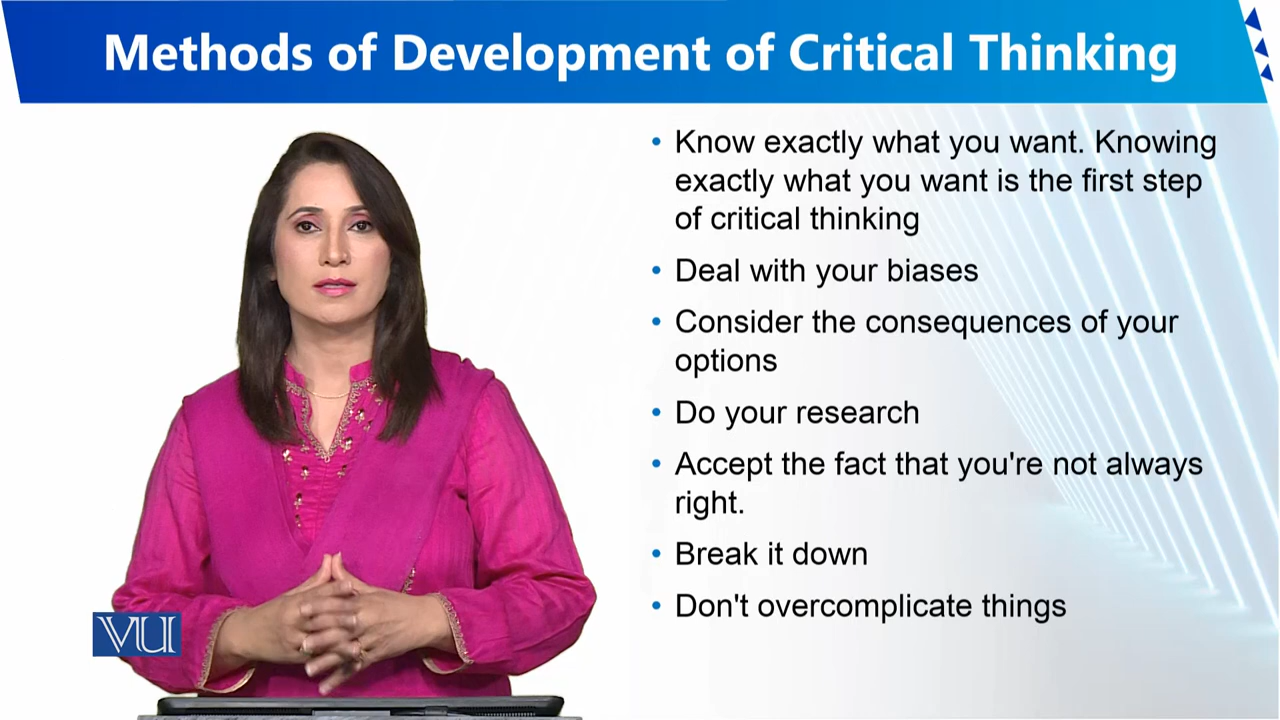 Methods of Development of Critical Thinking
• Know exactly what you want. Knowing
exactly what you want is the first step
of critical thinking
• Deal with your biases
• Consider the consequences of your
options
• Do your research
• Accept the fact that you're not always
right.
• Break it down
• Don't overcomplicate things
VU